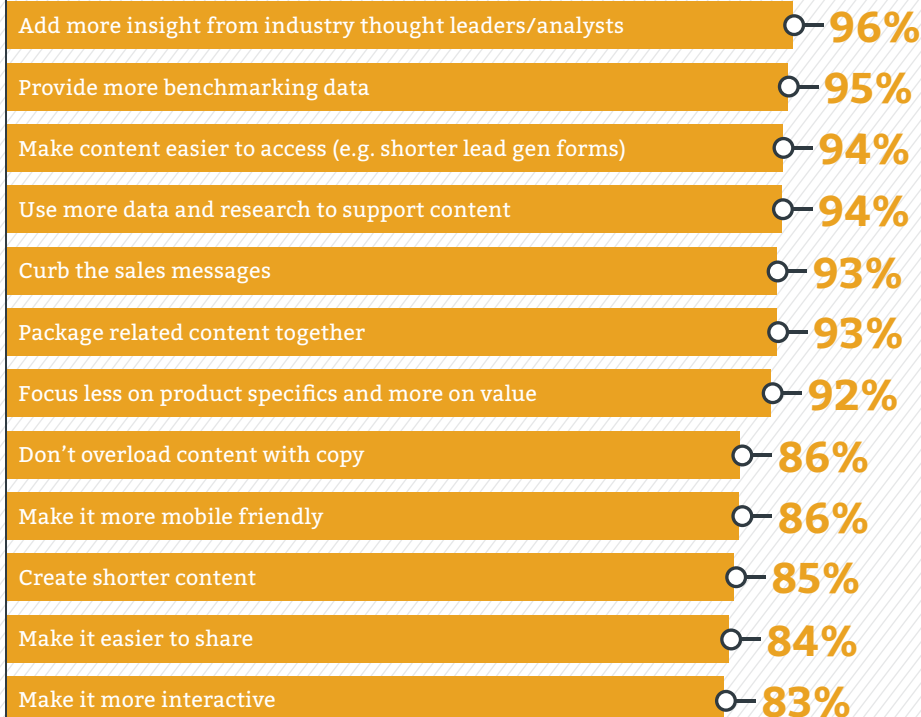 Add more insight from industry thought leaders/analysts 96%
Provide more benchmarking data 95%
Make content easier to access (e.g. shorter lead gen forms) 94%
Use more data and research to support content 94%
Curb the sales messages 93%
Package related content together 93%
Focus less on product specifics and more on value 92%
Don’t overload content with copy 86%
Make it more mobile friendly 86%
Create shorter content 85%
Make it easier to share 84%
Make it more interactive 83%